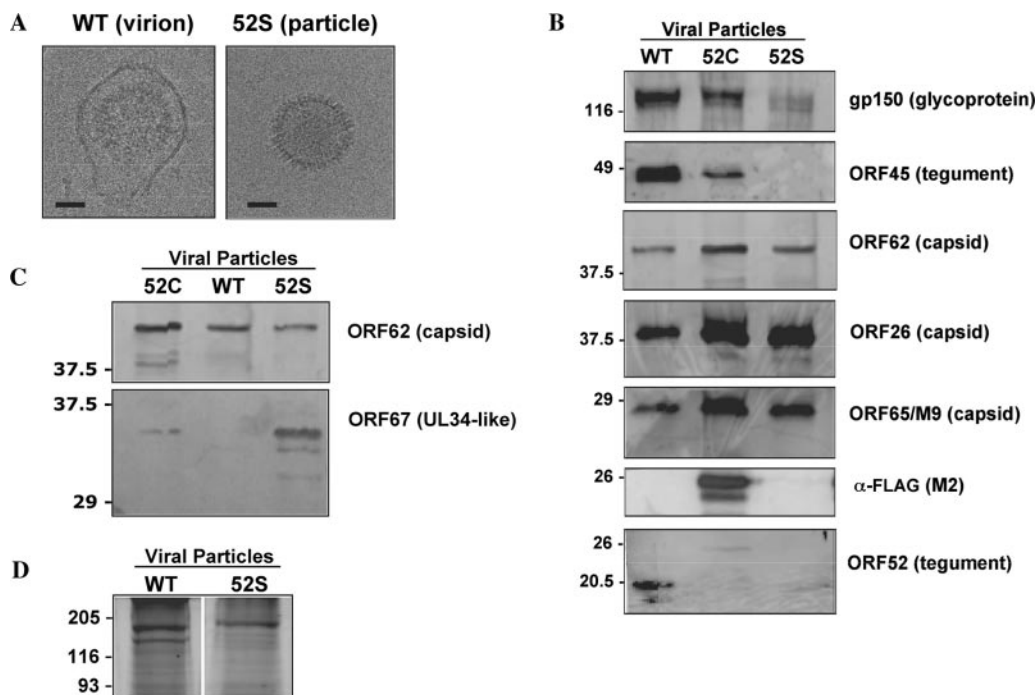 A
WT (virion)
52S (particle)
B
Viral Particles
WT 52C 52S
116 -
gp150 (glycoprotein)
49 -
ORF45 (tegument)
37.5 -
ORF62 (capsid)
37.5 -
ORF26 (capsid)
29 -
ORF65/M9 (capsid)
26 -
α-FLAG (M2)
26 -
20.5 -
ORF52 (tegument)
C
Viral Particles
52C WT 52S
ORF62 (capsid)
37.5 -
37.5 -
ORF67 (UL34-like)
29 -
D
Viral Particles
WT 52S
205 -
116 -
93 -